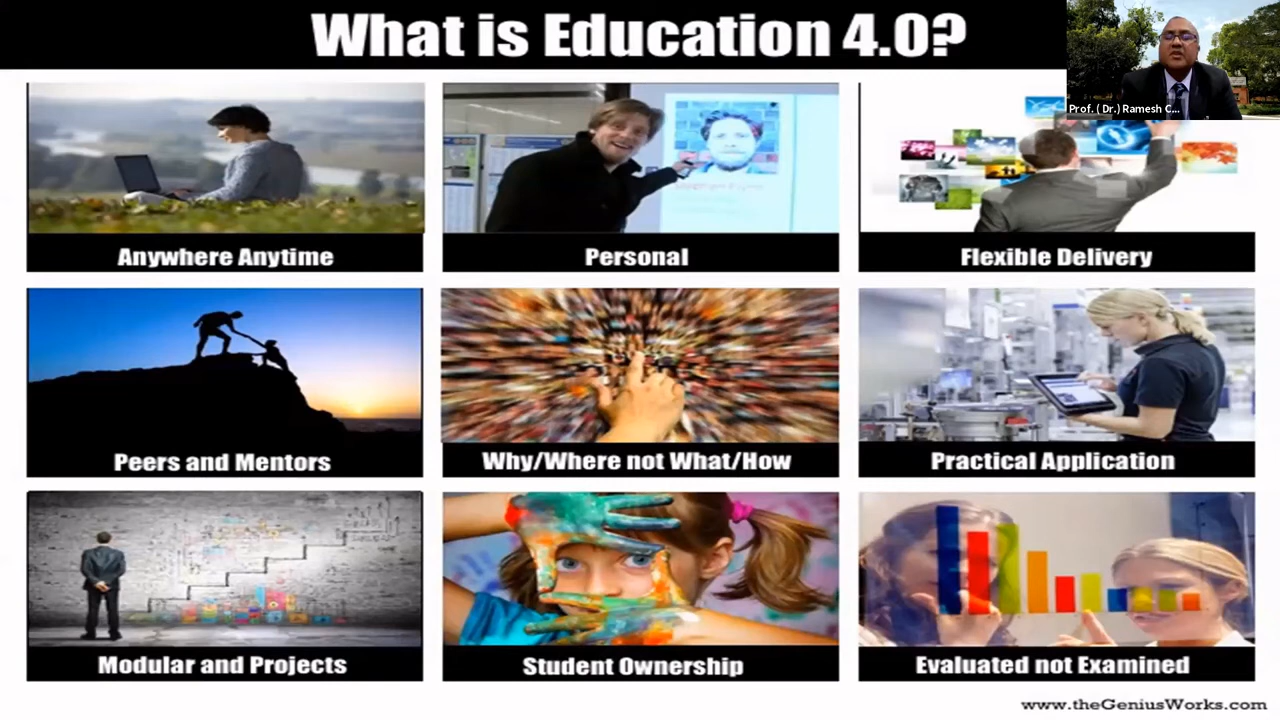 What is Education 4.0?
Prof. ( Dr.) Ramesh C...
Anywhere Anytime
Personal
Flexible Delivery
Peers and Mentors
Why/Where not What/How
Practical Application
Modular and Projects
Student Ownership
Evaluated not Examined
www.theGeniusWorks.com